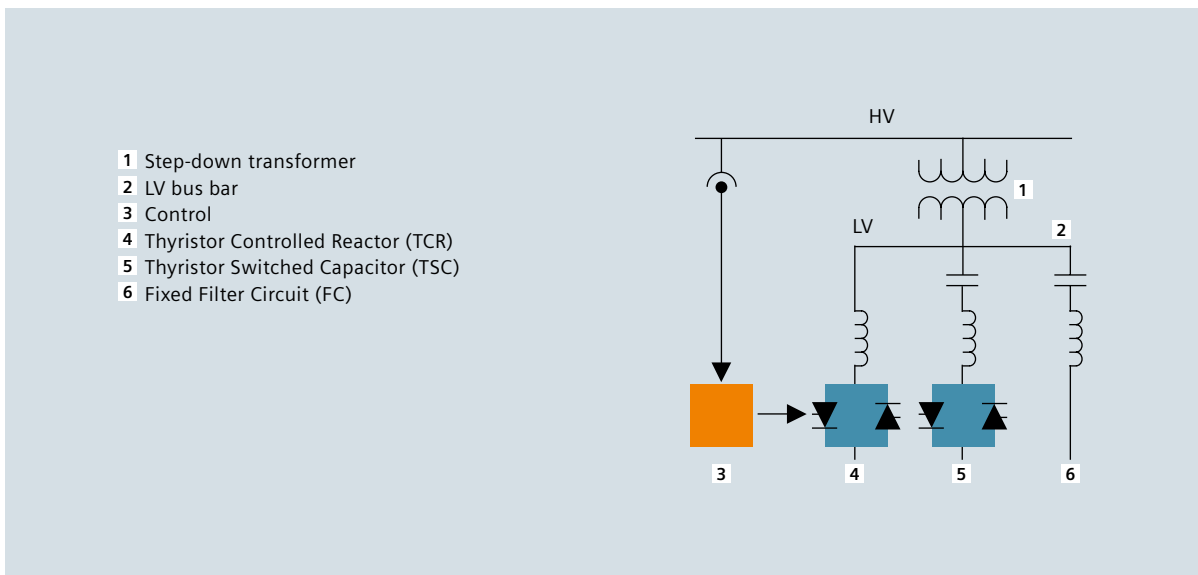 1 Step-down transformer
2 LV bus bar
3 Control
4 Thyristor Controlled Reactor (TCR)
5 Thyristor Switched Capacitor (TSC)
6 Fixed Filter Circuit (FC)
HV
1
LV
2
3
4
5
6